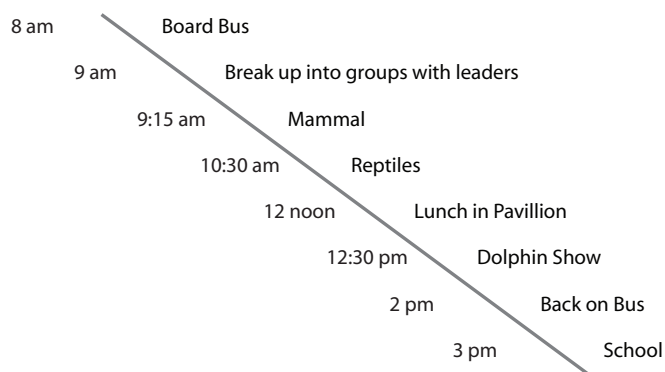 8 am Board Bus
9 am Break up into groups with leaders
9:15 am Mammal
10:30 am Reptiles
12 noon Lunch in Pavillion
12:30 pm Dolphin Show
2 pm Back on Bus
3 pm School